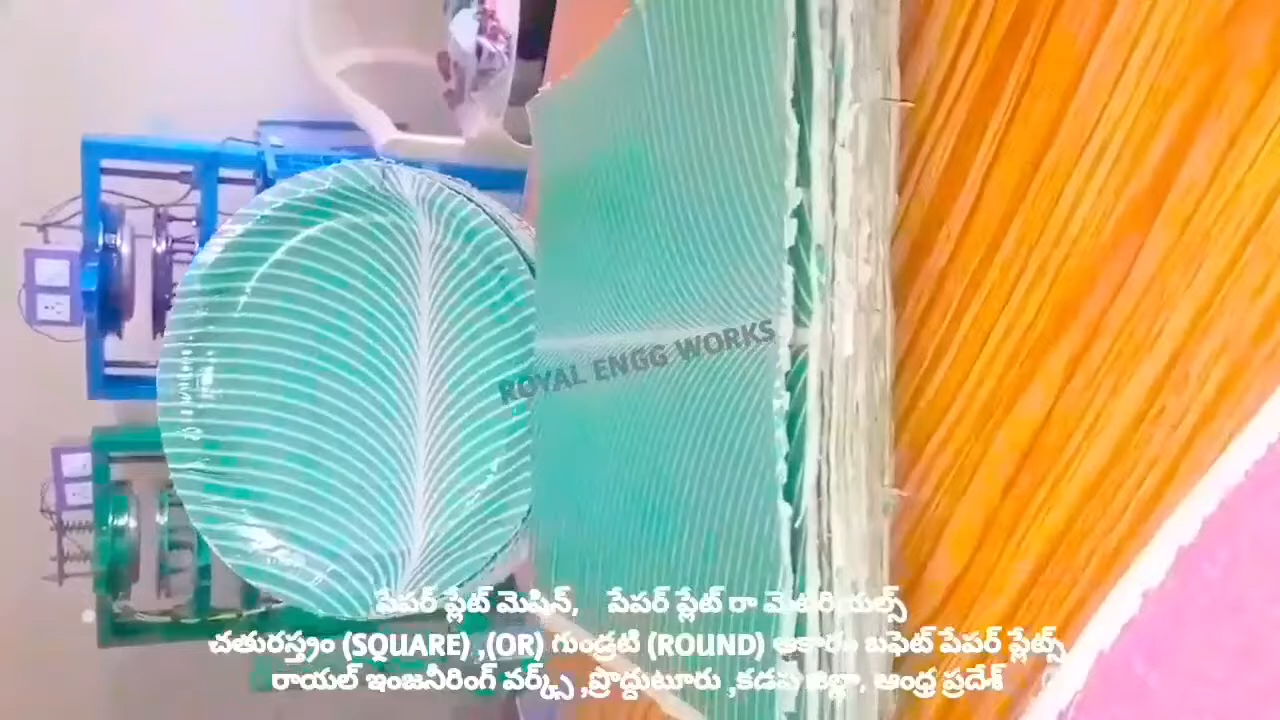 ROYAL ENGG WORKS
పేపర్ ప్లేట్ మెషిన్, పేపర్ ప్లేట్ రా మెటీరియల్స్
చతురస్త్రం (SQUARE) ,(OR) గుండ్రటి (ROUND) ఆకారం బఫెట్ పేపర్ ప్లేట్స్
రాయల్ ఇంజనీరింగ్ వర్క్స్ ,ప్రొద్దుటూరు ,కడప జిల్లా, ఆంధ్ర ప్రదేశ్